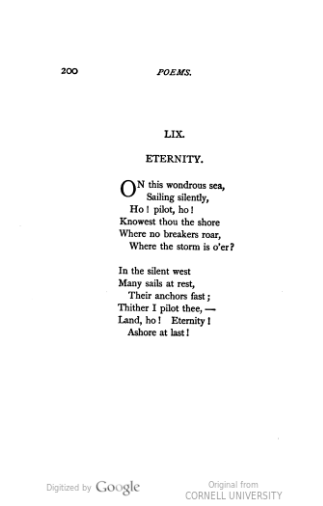 200
POEMS.
LIX.
ETERNITY.
ON this wondrous sea,
Sailing silently,
Ho! pilot, ho!
Knowest thou the shore
Where no breakers roar,
Where the storm is o'er?
In the silent west
Many sails at rest,
Their anchors fast;
Thither I pilot thee, —
Land, ho! Eternity!
Ashore at last!
Digitized by Google
Original from
CORNELL UNIVERSITY